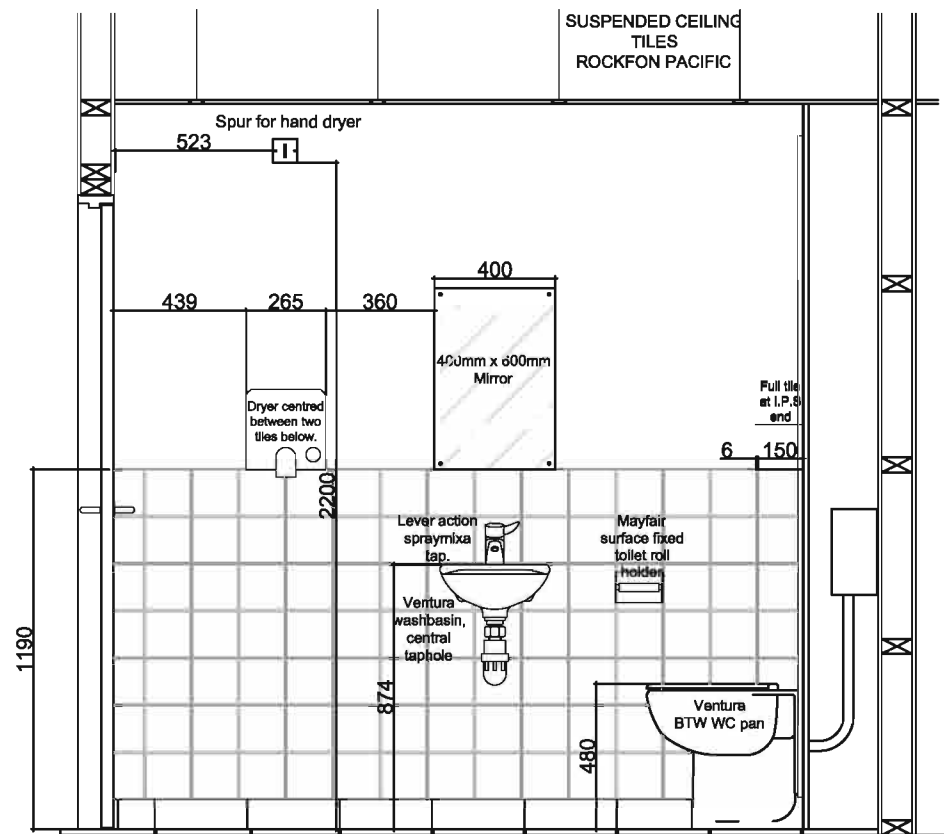 SUSPENDED CEILING
TILES
ROCKFON PACIFIC
Spur for hand dryer
523
400
439
265
360
400mm x 600mm
Mirror
Dryer centred
between two
tiles below.
Full tile
at I.P.S
end
6
150
2200
Lever action
spraymixa
tap.
Mayfair
surface fixed
toilet roll
holder
Ventura
washbasin,
central
taphole
1190
874
480
Ventura
BTW WC pan